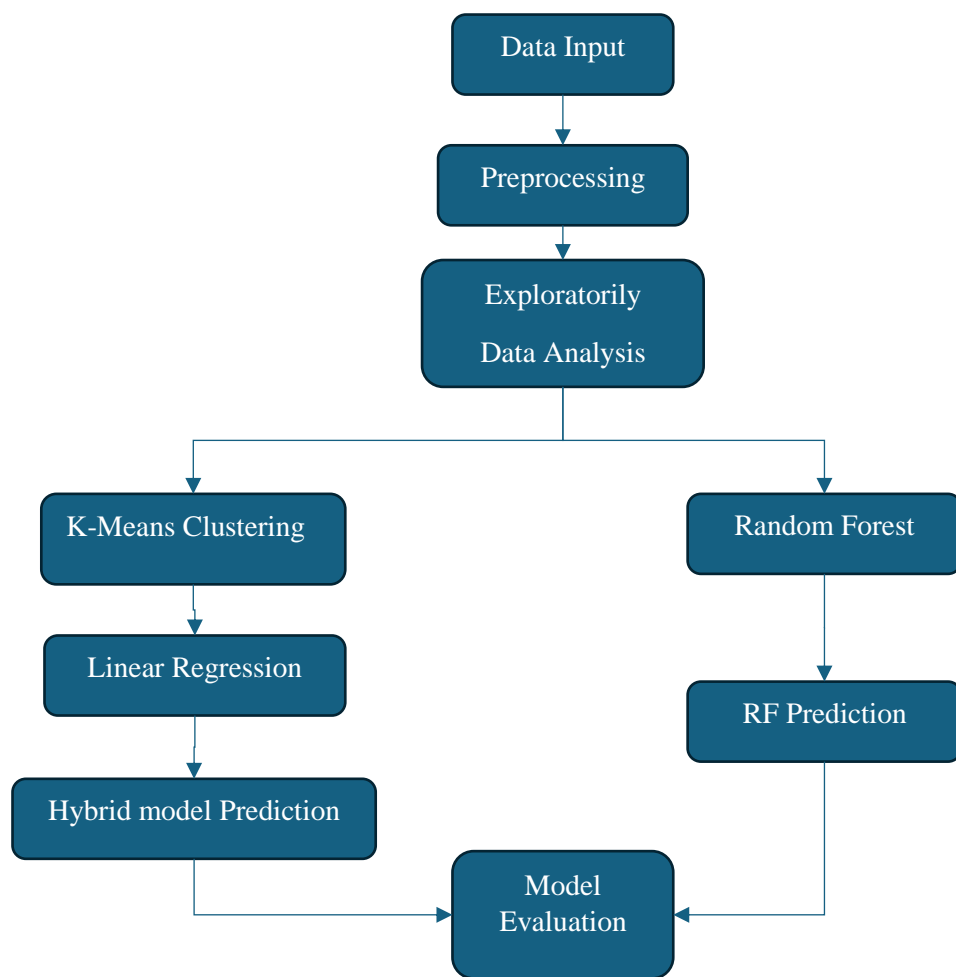 Data Input
Preprocessing
Exploratorily
Data Analysis
K-Means Clustering
Random Forest
Linear Regression
RF Prediction
Hybrid model Prediction
Model
Evaluation